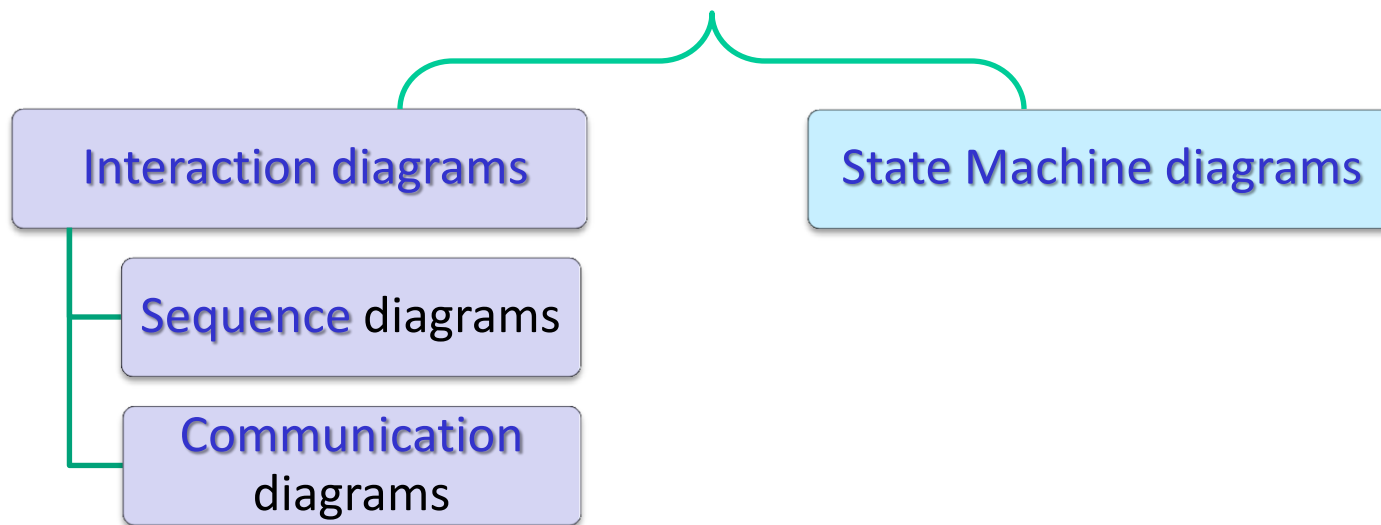 Interaction diagrams
State Machine diagrams
Sequence diagrams
Communication
diagrams